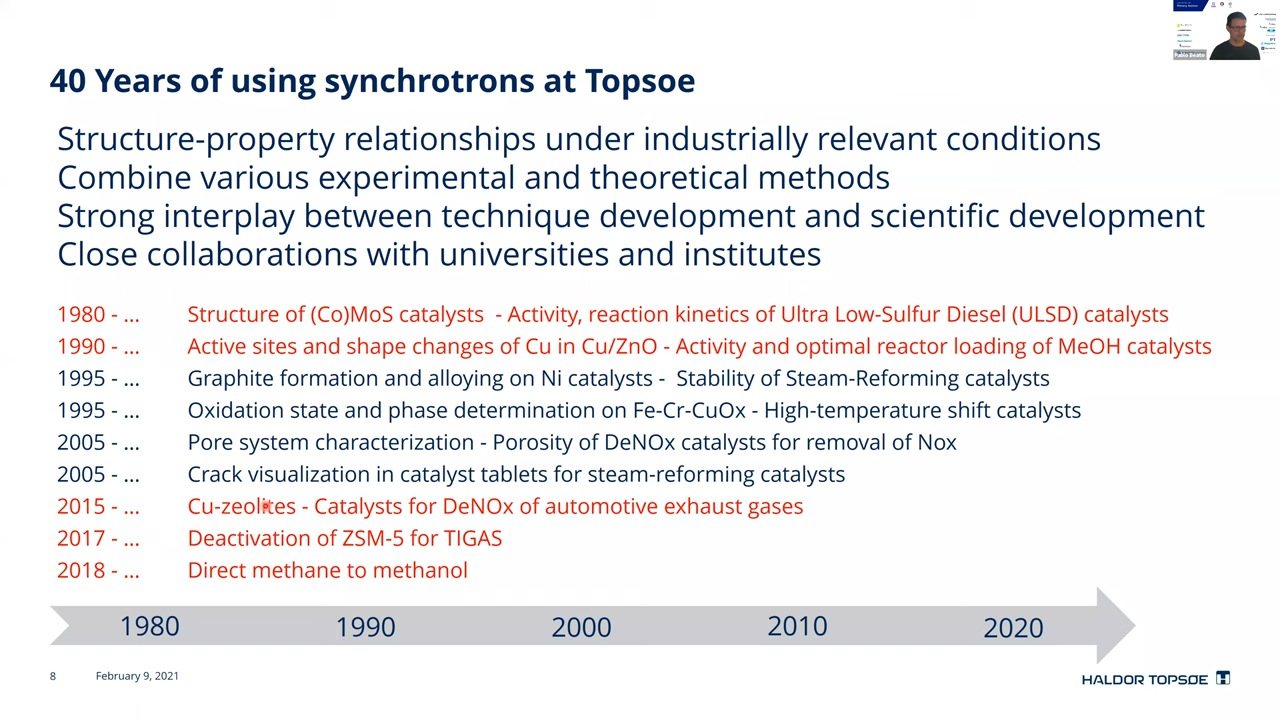 40 Years of using synchrotrons at Topsoe
Structure-property relationships under industrially relevant conditions
Combine various experimental and theoretical methods
Strong interplay between technique development and scientific development
Close collaborations with universities and institutes
1980 - ... Structure of (Co)MoS catalysts - Activity, reaction kinetics of Ultra Low-Sulfur Diesel (ULSD) catalysts
1990 - ... Active sites and shape changes of Cu in Cu/ZnO - Activity and optimal reactor loading of MeOH catalysts
1995 - ... Graphite formation and alloying on Ni catalysts - Stability of Steam-Reforming catalysts
1995 - ... Oxidation state and phase determination on Fe-Cr-CuOx - High-temperature shift catalysts
2005 - ... Pore system characterization - Porosity of DeNOx catalysts for removal of Nox
2005 - ... Crack visualization in catalyst tablets for steam-reforming catalysts
2015 - ... Cu-zeolites - Catalysts for DeNOx of automotive exhaust gases
2017 - ... Deactivation of ZSM-5 for TIGAS
2018 - ... Direct methane to methanol
1980 1990 2000 2010 2020
8 February 9, 2021
HALDOR TOPSØE